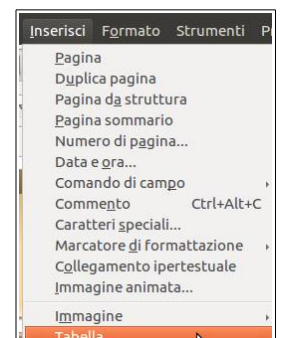 Inserisci Formato Strumenti
Pagina
Duplica pagina
Pagina da struttura
Pagina sommario
Numero di pagina...
Data e ora...
Comando di campo
Commento Ctrl+Alt+C
Caratteri speciali...
Marcatore di formattazione
Collegamento ipertestuale
Immagine animata...
Immagine
Tabella